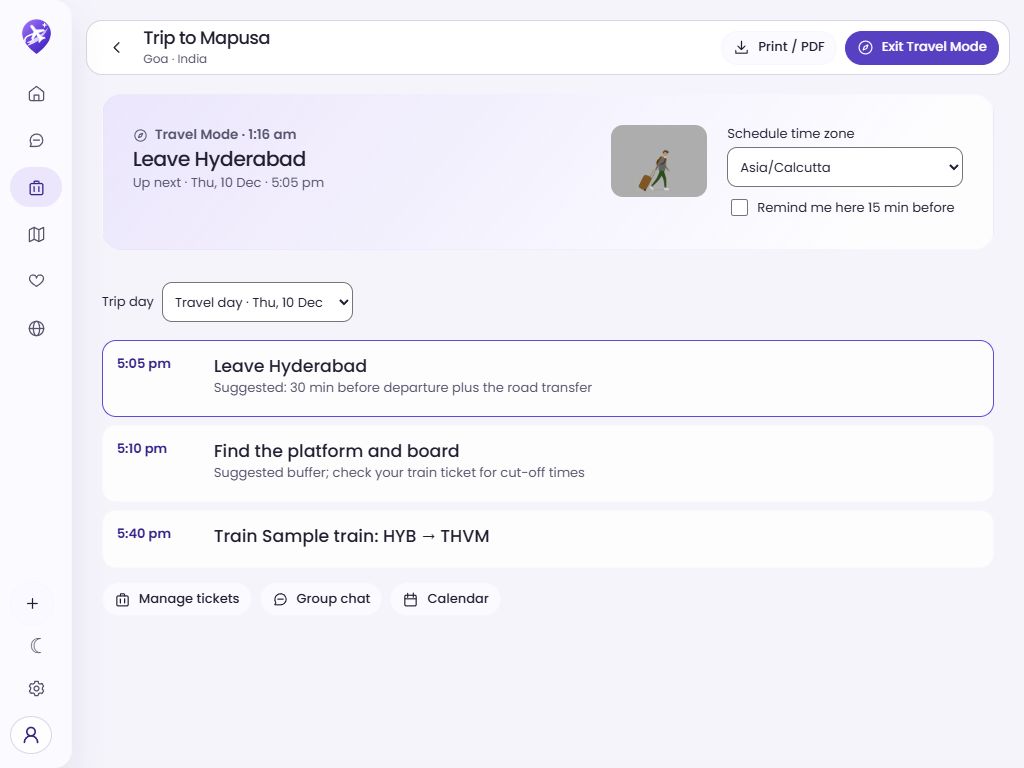 Trip to Mapusa
Goa · India
Print / PDF
Exit Travel Mode
Travel Mode · 1:16 am
Leave Hyderabad
Up next · Thu, 10 Dec · 5:05 pm
Schedule time zone
Asia/Calcutta
Remind me here 15 min before
Trip day
Travel day · Thu, 10 Dec
5:05 pm
Leave Hyderabad
Suggested: 30 min before departure plus the road transfer
5:10 pm
Find the platform and board
Suggested buffer; check your train ticket for cut-off times
5:40 pm
Train Sample train: HYB → THVM
Manage tickets
Group chat
Calendar